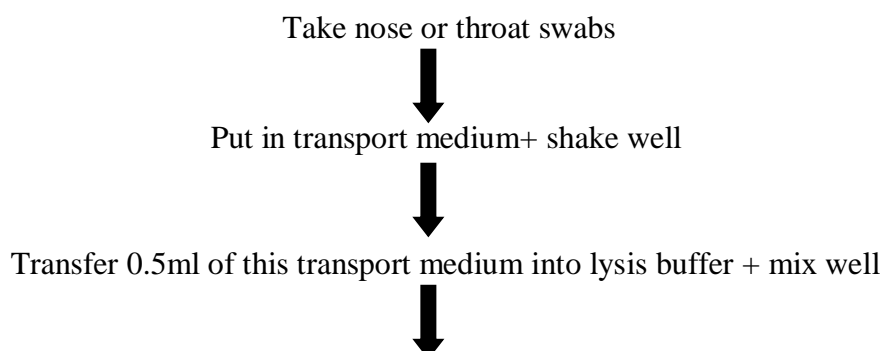 Take nose or throat swabs
Put in transport medium+ shake well
Transfer 0.5ml of this transport medium into lysis buffer + mix well